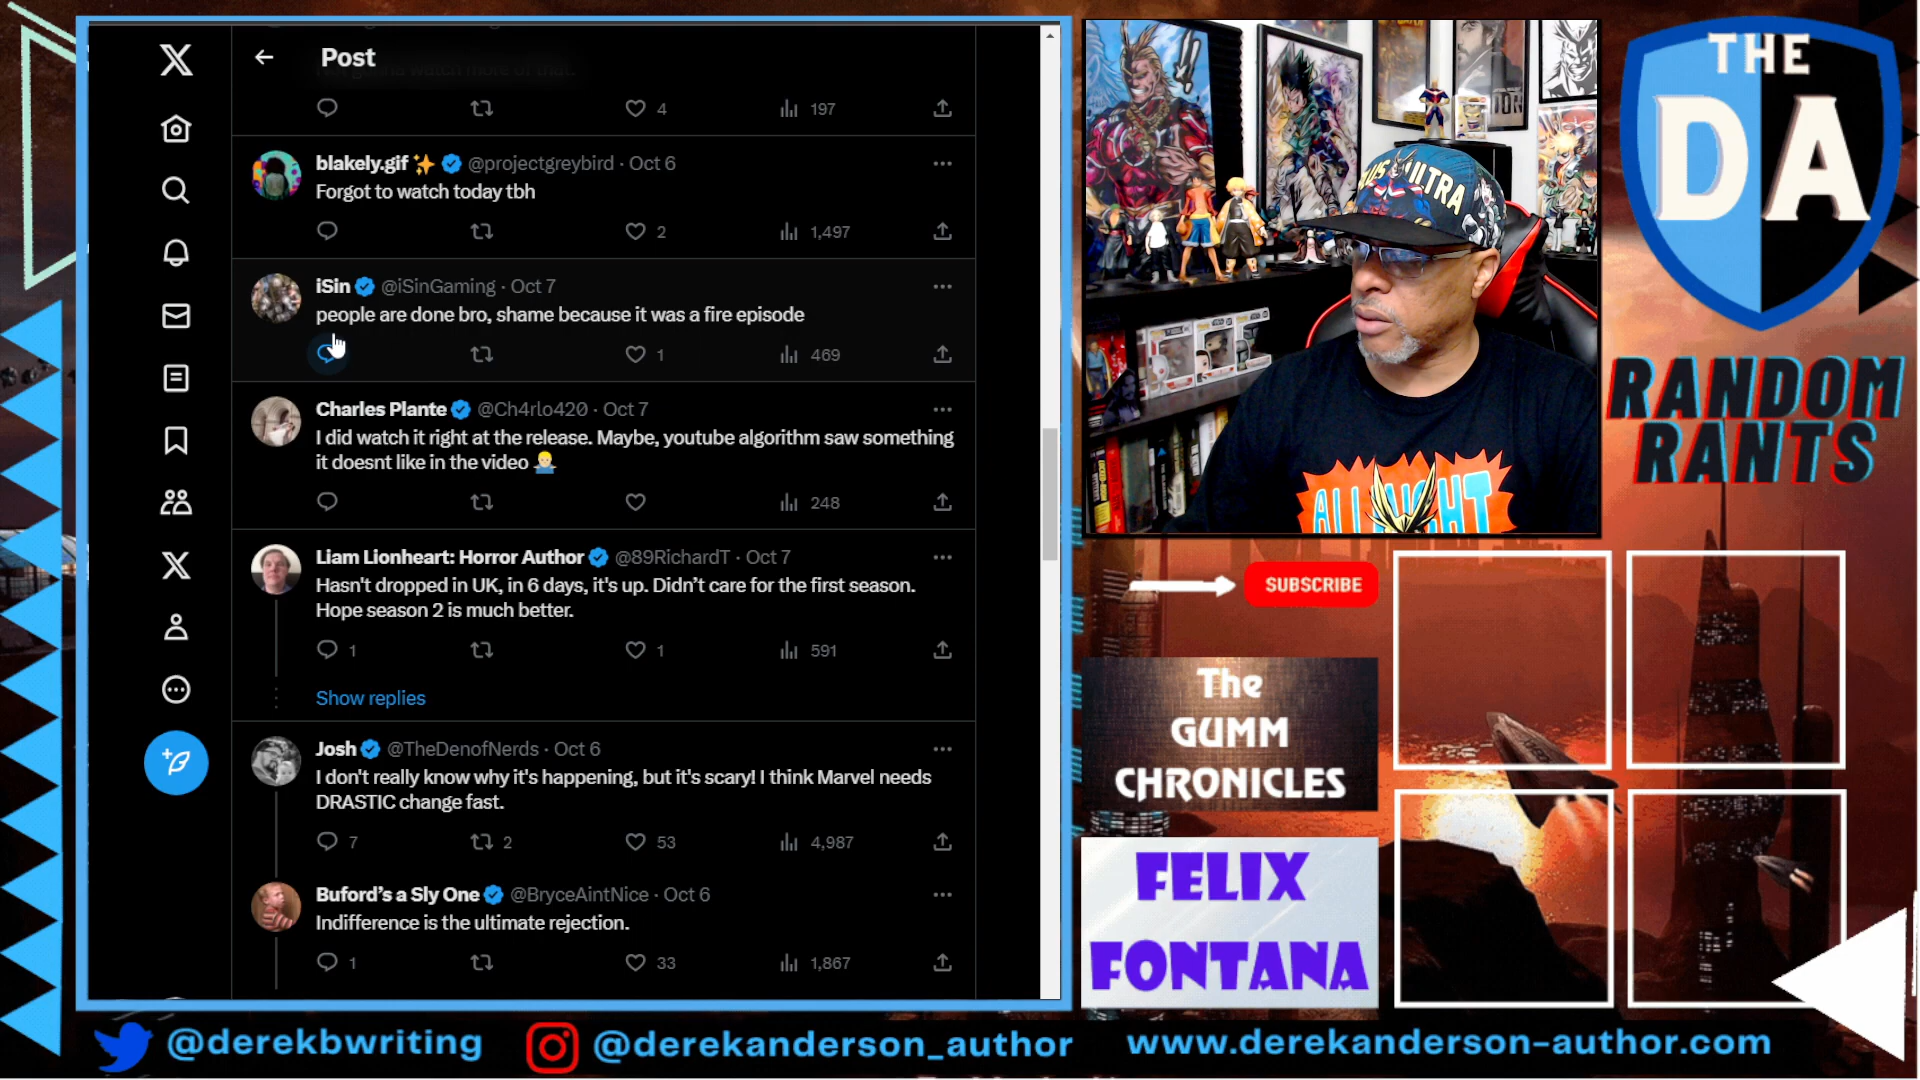 Post
4
197
blakely.gif @projectgreybird · Oct 6
Forgot to watch today tbh
2
1,497
iSin @iSinGaming · Oct 7
people are done bro, shame because it was a fire episode
1
469
Charles Plante @Ch4rlo420 · Oct 7
I did watch it right at the release. Maybe, youtube algorithm saw something
it doesnt like in the video
248
Liam Lionheart: Horror Author @89RichardT · Oct 7
Hasn't dropped in UK, in 6 days, it's up. Didn’t care for the first season.
Hope season 2 is much better.
1
1
591
Show replies
Josh @TheDenofNerds · Oct 6
I don't really know why it's happening, but it's scary! I think Marvel needs
DRASTIC change fast.
7
2
53
4,987
Buford’s a Sly One @BryceAintNice · Oct 6
Indifference is the ultimate rejection.
1
33
1,867
PLUS ULTRA
ALL MIGHT
THE
DA
RANDOM
RANTS
SUBSCRIBE
The
GUMM
CHRONICLES
FELIX
FONTANA
@derekbwriting
@derekanderson_author
www.derekanderson-author.com